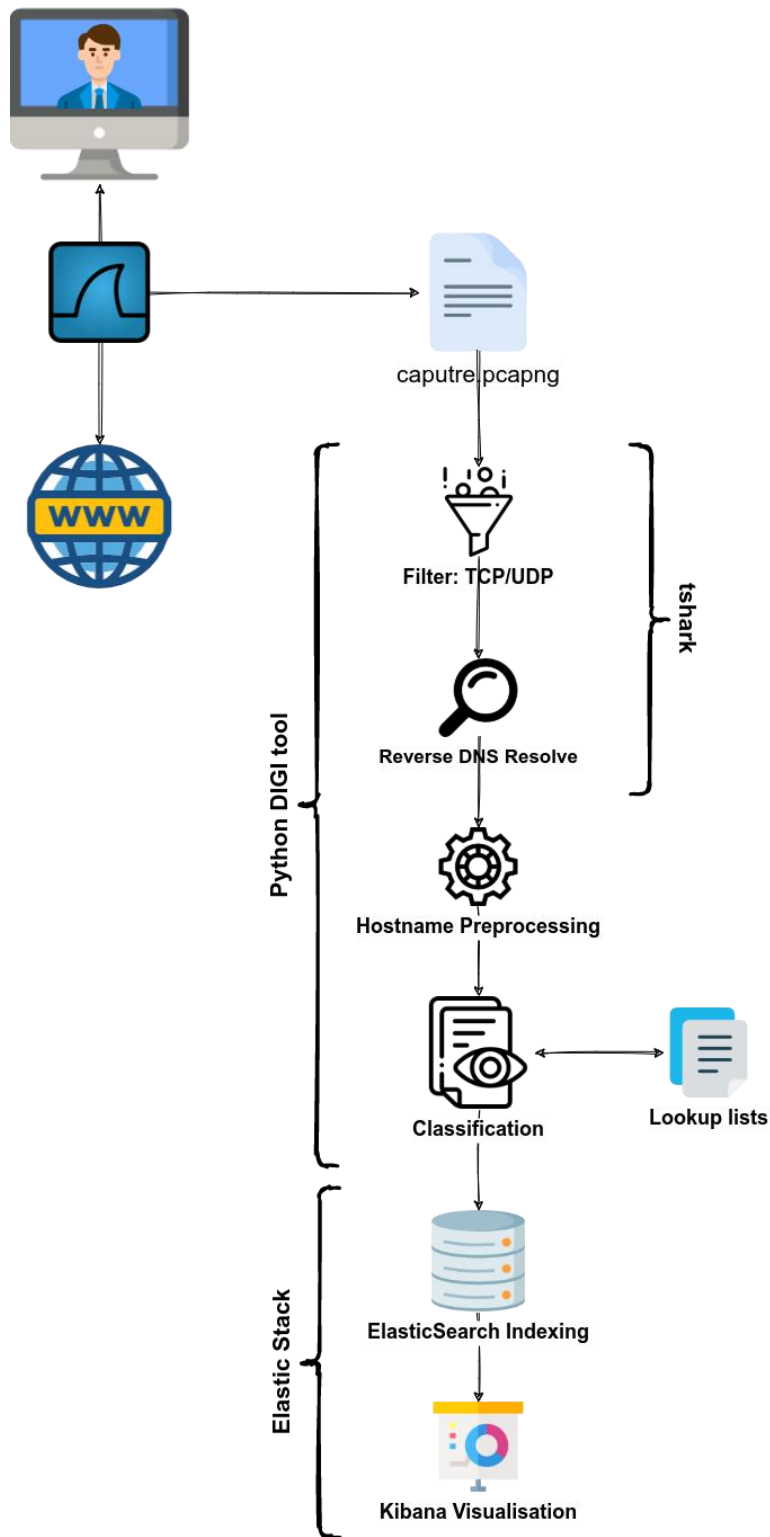 WWW
caputre.pcapng
Filter: TCP/UDP
tshark
Reverse DNS Resolve
Python DIGI tool
Hostname Preprocessing
Classification
Lookup lists
ElasticSearch Indexing
Elastic Stack
Kibana Visualisation